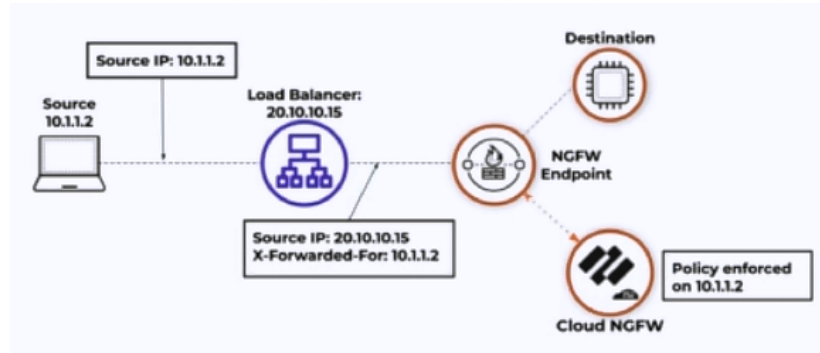 Source IP: 10.1.1.2
Source
10.1.1.2
Load Balancer:
20.10.10.15
Source IP: 20.10.10.15
X-Forwarded-For: 10.1.1.2
Destination
NGFW
Endpoint
Policy enforced
on 10.1.1.2
Cloud NGFW